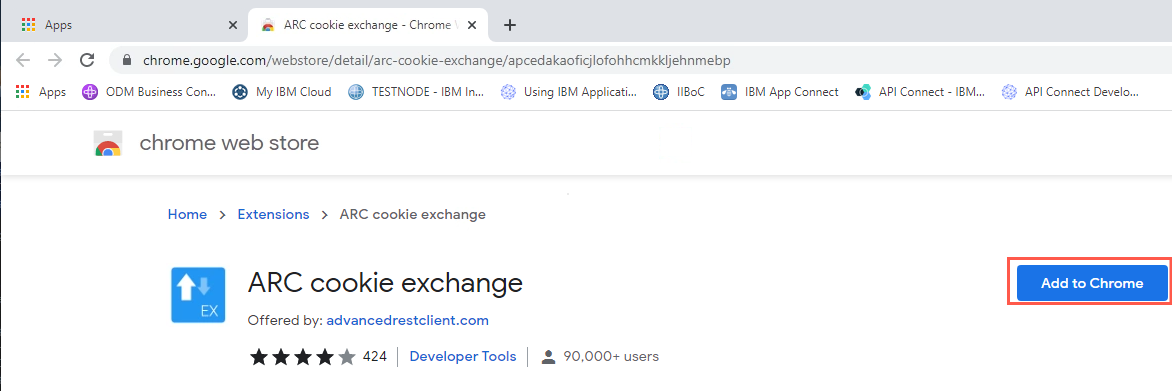 Apps ARC cookie exchange - Chrome W
chrome.google.com/webstore/detail/arc-cookie-exchange/apcedakaoficjlofohhcmkkljehnmebp
Apps ODM Business Con... My IBM Cloud TESTNODE - IBM In... Using IBM Applicati... IIBoC IBM App Connect API Connect - IBM... API Connect Develo...
chrome web store
Home > Extensions > ARC cookie exchange
EX
ARC cookie exchange
Add to Chrome
Offered by: advancedrestclient.com
424 Developer Tools 90,000+ users